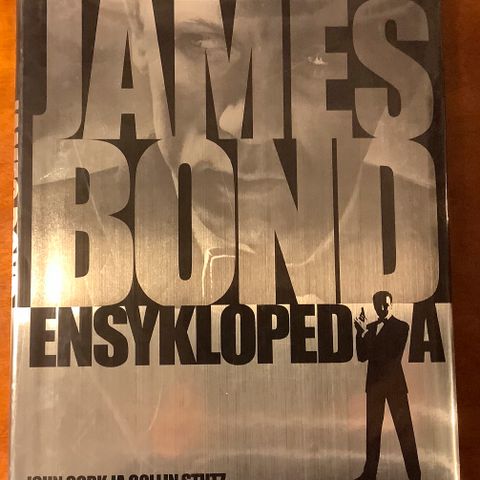 JAMES
BOND
ENSYKLOPEDIA
JOHN CORK JA COLLIN STUTZ